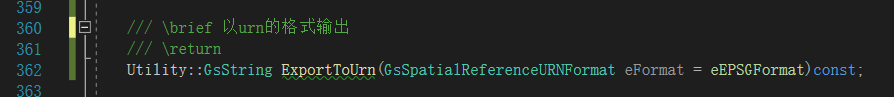 359
360 /// \brief 以urn的格式输出
361 /// \return
362 Utility::GsString ExportToUrn(GsSpatialReferenceURNFormat eFormat = eEPSGFormat)const;
363